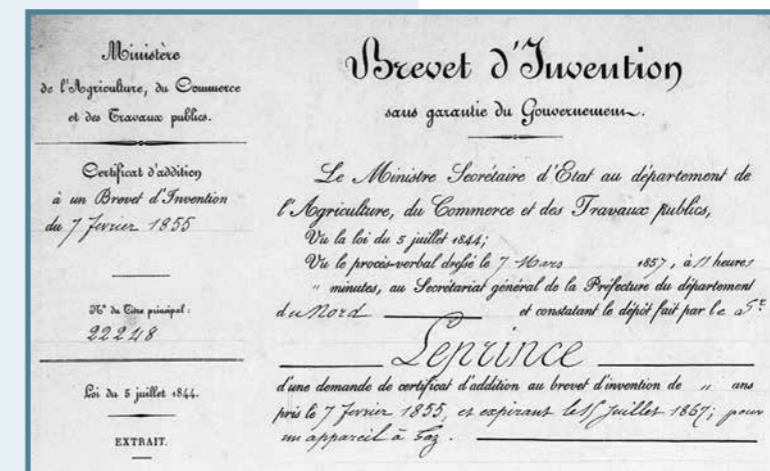 Ministère
de l'Agriculture, du Commerce
et des Travaux publics.
Certificat d'addition
à un Brevet d'Invention
du 7 fevrier 1855
N° du Titre principal :
22248
Loi du 5 juillet 1844.
EXTRAIT.
Brevet d'Invention
sans garantie du Gouvernement.
Le Ministre Secrétaire d'Etat au département de
l'Agriculture, du Commerce et des Travaux publics,
Vu la loi du 5 juillet 1844;
Vu le procès-verbal dressé le 7 Mars 1857, à 11 heures
" minutes, au Secrétariat général de la Préfecture du département
du Nord et constatant le dépôt fait par le Sr.
Leprince
d'une demande de certificat d'addition au brevet d'invention de " ans
pris le 7 fevrier 1855, et expirant le 15 juillet 1867; pour
un appareil à Gaz.